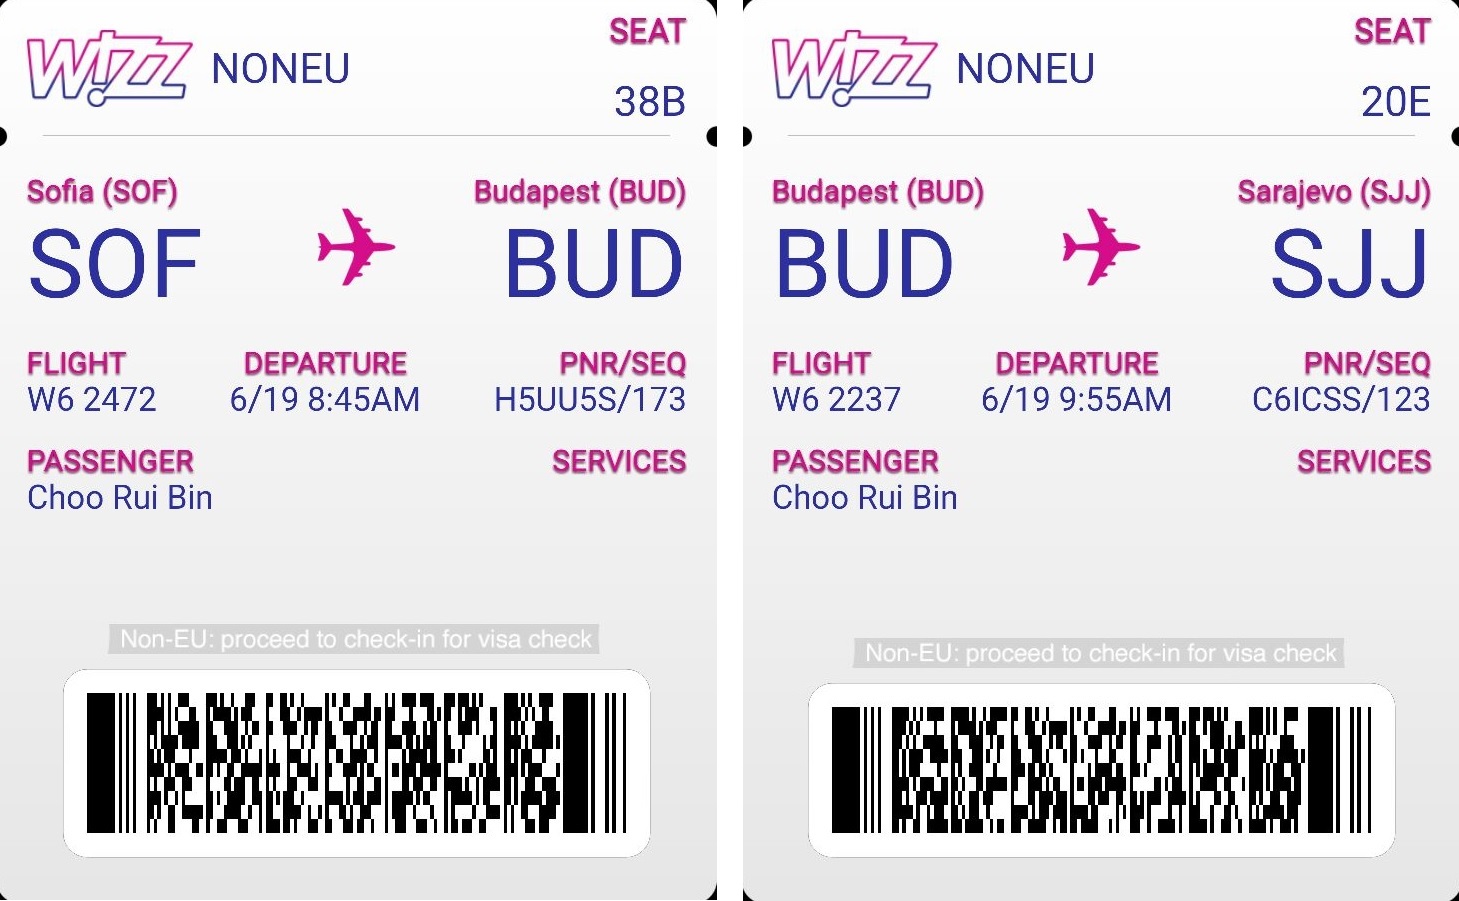 Wizz NONEU
SEAT
38B
Sofia (SOF)
Budapest (BUD)
SOF
BUD
FLIGHT
DEPARTURE
PNR/SEQ
W6 2472
6/19 8:45AM
H5UU5S/173
PASSENGER
SERVICES
Choo Rui Bin
Non-EU: proceed to check-in for visa check
Wizz NONEU
SEAT
20E
Budapest (BUD)
Sarajevo (SJJ)
BUD
SJJ
FLIGHT
DEPARTURE
PNR/SEQ
W6 2237
6/19 9:55AM
C6ICSS/123
PASSENGER
SERVICES
Choo Rui Bin
Non-EU: proceed to check-in for visa check